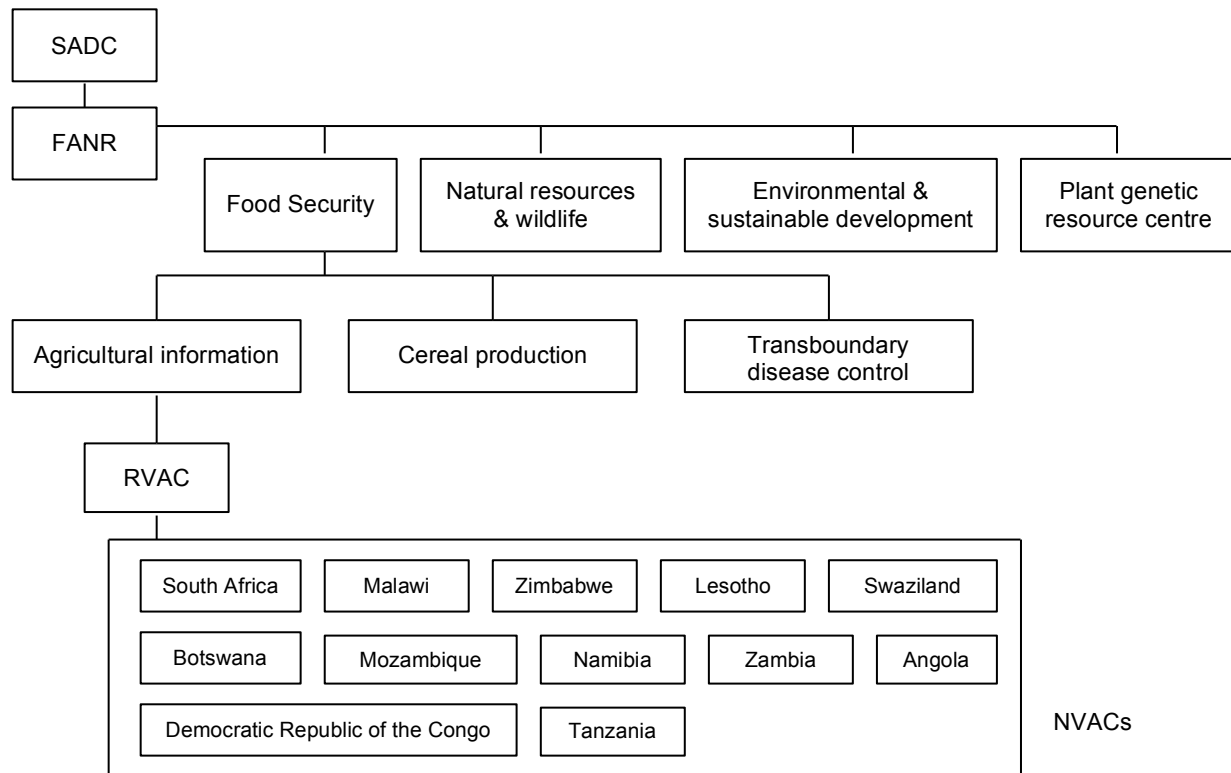 SADC
FANR
Food Security
Natural resources
& wildlife
Environmental &
sustainable development
Plant genetic
resource centre
Agricultural information
Cereal production
Transboundary
disease control
RVAC
South Africa
Malawi
Zimbabwe
Lesotho
Swaziland
Botswana
Mozambique
Namibia
Zambia
Angola
Democratic Republic of the Congo
Tanzania
NVACs